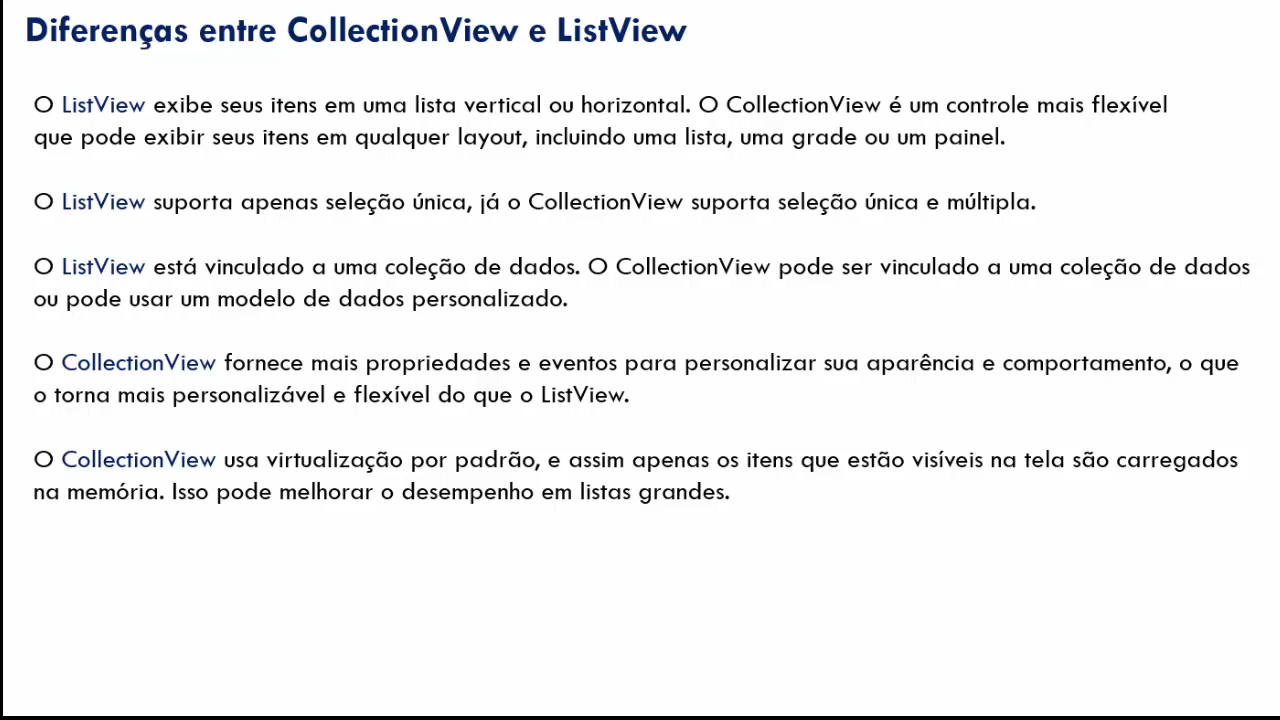 Diferenças entre CollectionView e ListView
O ListView exibe seus itens em uma lista vertical ou horizontal. O CollectionView é um controle mais flexível
que pode exibir seus itens em qualquer layout, incluindo uma lista, uma grade ou um painel.
O ListView suporta apenas seleção única, já o CollectionView suporta seleção única e múltipla.
O ListView está vinculado a uma coleção de dados. O CollectionView pode ser vinculado a uma coleção de dados
ou pode usar um modelo de dados personalizado.
O CollectionView fornece mais propriedades e eventos para personalizar sua aparência e comportamento, o que
o torna mais personalizável e flexível do que o ListView.
O CollectionView usa virtualização por padrão, e assim apenas os itens que estão visíveis na tela são carregados
na memória. Isso pode melhorar o desempenho em listas grandes.